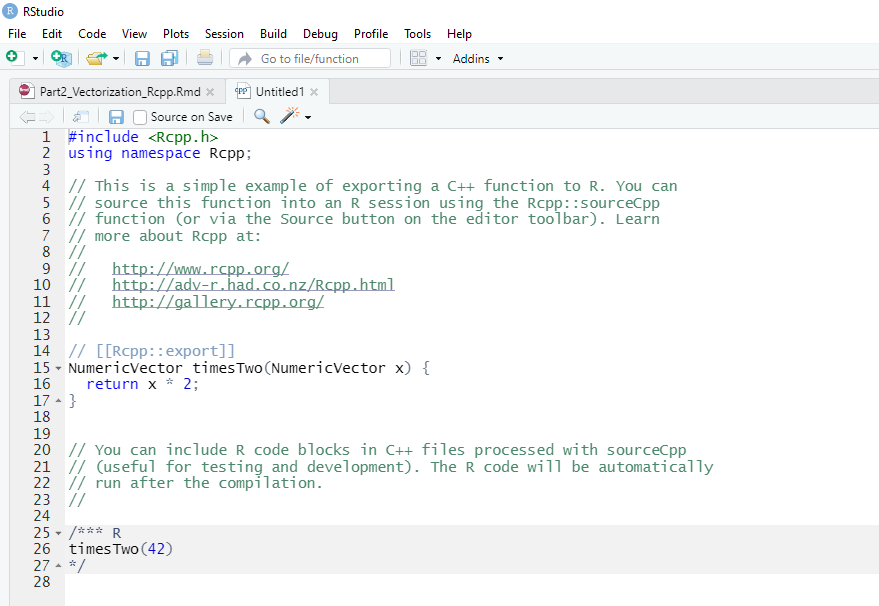 RStudio
File Edit Code View Plots Session Build Debug Profile Tools Help
Go to file/function Addins
Part2_Vectorization_Rcpp.Rmd Untitled1
Source on Save
1 #include <Rcpp.h>
2 using namespace Rcpp;
3
4 // This is a simple example of exporting a C++ function to R. You can
5 // source this function into an R session using the Rcpp::sourceCpp
6 // function (or via the Source button on the editor toolbar). Learn
7 // more about Rcpp at:
8 //
9 //   http://www.rcpp.org/
10 //   http://adv-r.had.co.nz/Rcpp.html
11 //   http://gallery.rcpp.org/
12 //
13
14 // [[Rcpp::export]]
15 NumericVector timesTwo(NumericVector x) {
16   return x * 2;
17 }
18
19
20 // You can include R code blocks in C++ files processed with sourceCpp
21 // (useful for testing and development). The R code will be automatically
22 // run after the compilation.
23 //
24
25 /*** R
26 timesTwo(42)
27 */
28